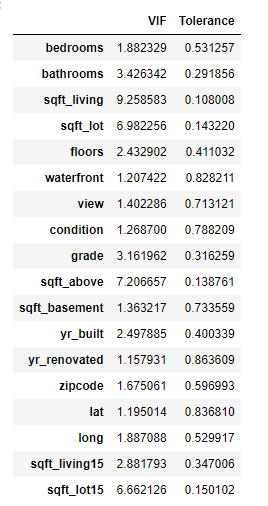 VIF Tolerance
bedrooms 1.882329 0.531257
bathrooms 3.426342 0.291856
sqft_living 9.258583 0.108008
sqft_lot 6.982256 0.143220
floors 2.432902 0.411032
waterfront 1.207422 0.828211
view 1.402286 0.713121
condition 1.268700 0.788209
grade 3.161962 0.316259
sqft_above 7.206657 0.138761
sqft_basement 1.363217 0.733559
yr_built 2.497885 0.400339
yr_renovated 1.157931 0.863609
zipcode 1.675061 0.596993
lat 1.195014 0.836810
long 1.887088 0.529917
sqft_living15 2.881793 0.347006
sqft_lot15 6.662126 0.150102